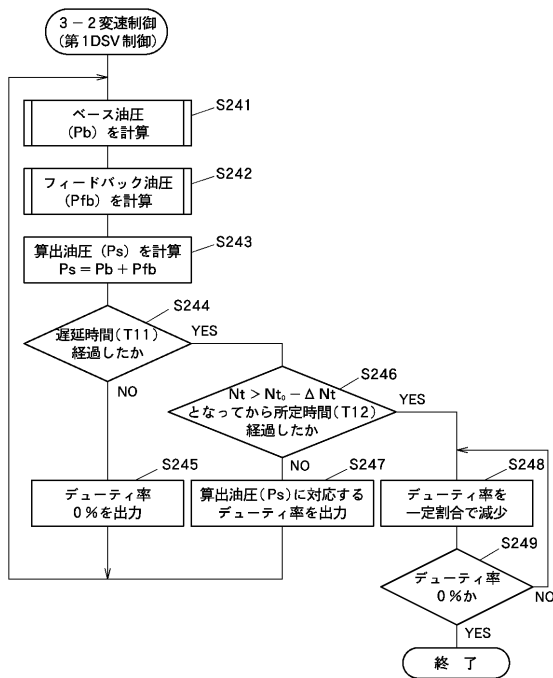 3－2変速制御
(第1DSV制御)
S241
ベース油圧
(Pb) を計算
S242
フィードバック油圧
(Pfb) を計算
S243
算出油圧 (Ps) を計算
Ps = Pb + Pfb
S244
遅延時間(T11)
経過したか
YES
NO
S246
Nt > Nt₀ － Δ Nt
となってから所定時間(T12)
経過したか
YES
NO
S245
デューティ率
0％を出力
S247
算出油圧(Ps)に対応する
デューティ率を出力
S248
デューティ率を
一定割合で減少
S249
デューティ率
0％か
NO
YES
終 了